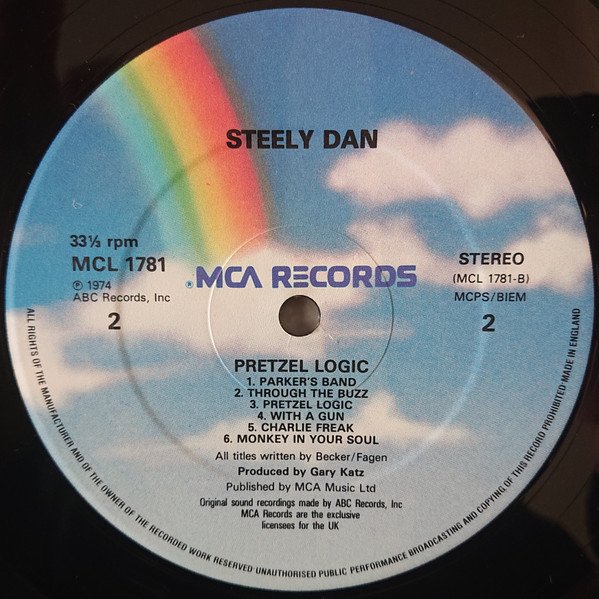 STEELY DAN
33⅓ rpm
MCL 1781
℗ 1974
ABC Records, Inc
2
® MCA RECORDS
STEREO
(MCL 1781-B)
MCPS/BIEM
2
PRETZEL LOGIC
1. PARKER'S BAND
2. THROUGH THE BUZZ
3. PRETZEL LOGIC
4. WITH A GUN
5. CHARLIE FREAK
6. MONKEY IN YOUR SOUL
All titles written by Becker/Fagen
Produced by Gary Katz
Published by MCA Music Ltd
Original sound recordings made by ABC Records, Inc
MCA Records are the exclusive
licensees for the UK
ALL RIGHTS OF THE MANUFACTURER AND OF THE OWNER OF THE RECORDED WORK RESERVED·UNAUTHORISED PUBLIC PERFORMANCE BROADCASTING AND COPYING OF THIS RECORD PROHIBITED·MADE IN ENGLAND